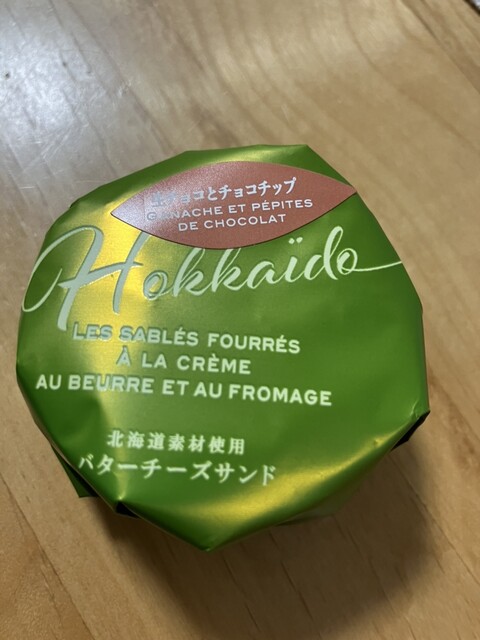 生チョコとチョコチップ
GANACHE ET PÉPITES
DE CHOCOLAT
Hokkaïdo
LES SABLÉS FOURRÉS
À LA CRÈME
AU BEURRE ET AU FROMAGE
北海道素材使用
バターチーズサンド